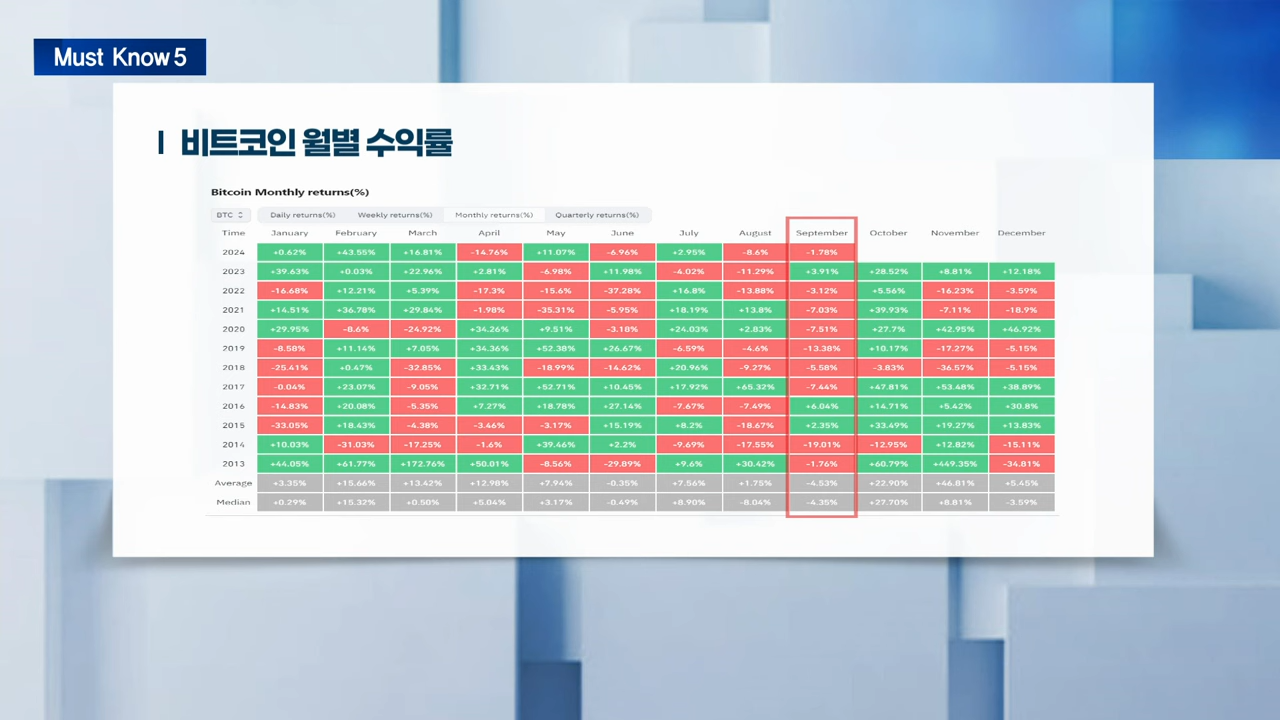 Must Know 5
비트코인 월별 수익률
Bitcoin Monthly returns(%)
BTC Daily returns(%) Weekly returns(%) Monthly returns(%) Quarterly returns(%)
Time January February March April May June July August September October November December
2024 +0.62% +43.55% +16.81% -14.76% +11.07% -6.96% +2.95% -8.6% -1.78%
2023 +39.63% +0.03% +22.96% +2.81% -6.98% +11.98% -4.02% -11.29% +3.91% +28.52% +8.81% +12.18%
2022 -16.68% +12.21% +5.39% -17.3% -15.6% -37.28% +16.8% -13.88% -3.12% +5.56% -16.23% -3.59%
2021 +14.51% +36.78% +29.84% -1.98% -35.31% -5.95% +18.19% +13.8% -7.03% +39.93% -7.11% -18.9%
2020 +29.95% -8.6% -24.92% +34.26% +9.51% -3.18% +24.03% +2.83% -7.51% +27.7% +42.95% +46.92%
2019 -8.58% +11.14% +7.05% +34.36% +52.38% +26.67% -6.59% -4.6% -13.38% +10.17% -17.27% -5.15%
2018 -25.41% +0.47% -32.85% +33.43% -18.99% -14.62% +20.96% -9.27% -5.58% -3.83% -36.57% -5.15%
2017 -0.04% +23.07% -9.05% +32.71% +52.71% +10.45% +17.92% +65.32% -7.44% +47.81% +53.48% +38.89%
2016 -14.83% +20.08% -5.35% +7.27% +18.78% +27.14% -7.67% -7.49% +6.04% +14.71% +5.42% +30.8%
2015 -33.05% +18.43% -4.38% -3.46% -3.17% +15.19% +8.2% -18.67% +2.35% +33.49% +19.27% +13.83%
2014 +10.03% -31.03% -17.25% -1.6% +39.46% +2.2% -9.69% -17.55% -19.01% -12.95% +12.82% -15.11%
2013 +44.05% +61.77% +172.76% +50.01% -8.56% -29.89% +9.6% +30.42% -1.76% +60.79% +449.35% -34.81%
Average +3.35% +15.66% +13.42% +12.98% +7.94% -0.35% +7.56% +1.75% -4.53% +22.90% +46.81% +5.45%
Median +0.29% +15.32% +0.50% +5.04% +3.17% -0.49% +8.90% -8.04% -4.35% +27.70% +8.81% -3.59%